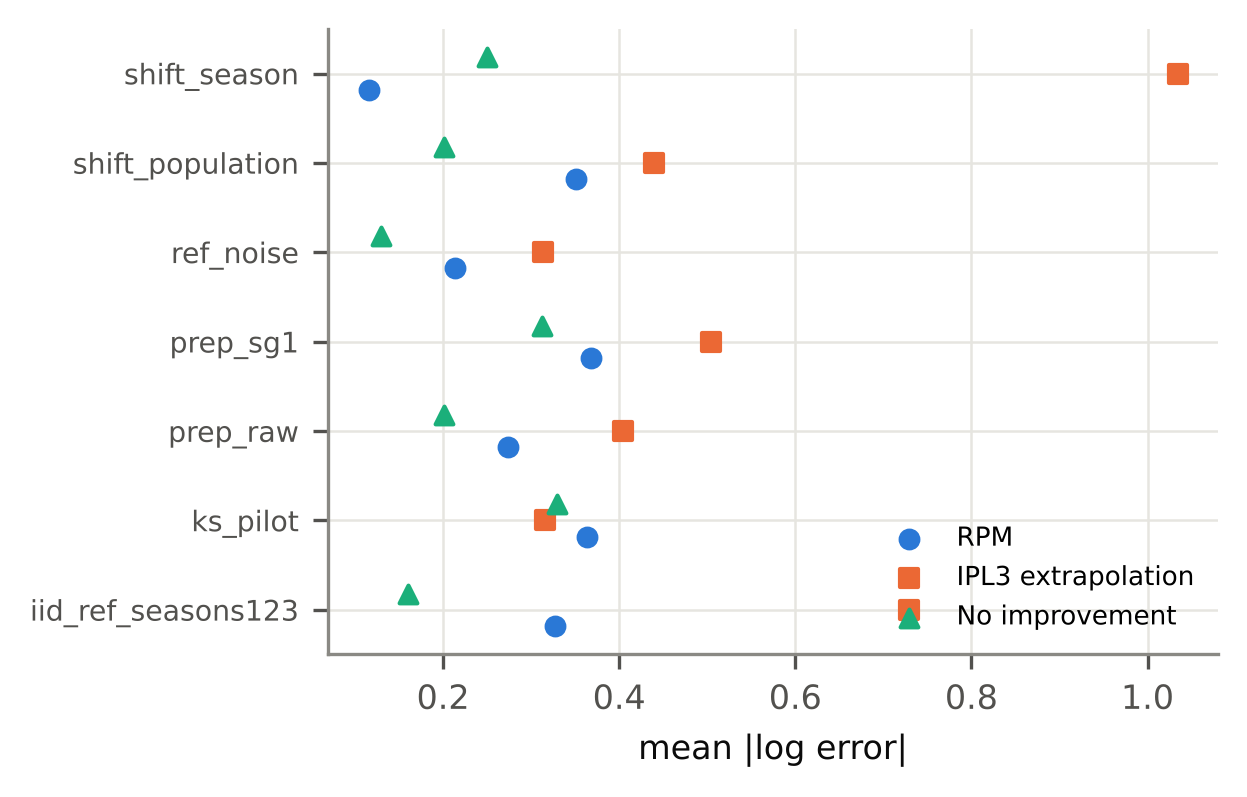 shift_season
shift_population
ref_noise
prep_sg1
prep_raw
ks_pilot
iid_ref_seasons123
RPM
IPL3 extrapolation
No improvement
0.2 0.4 0.6 0.8 1.0
mean |log error|